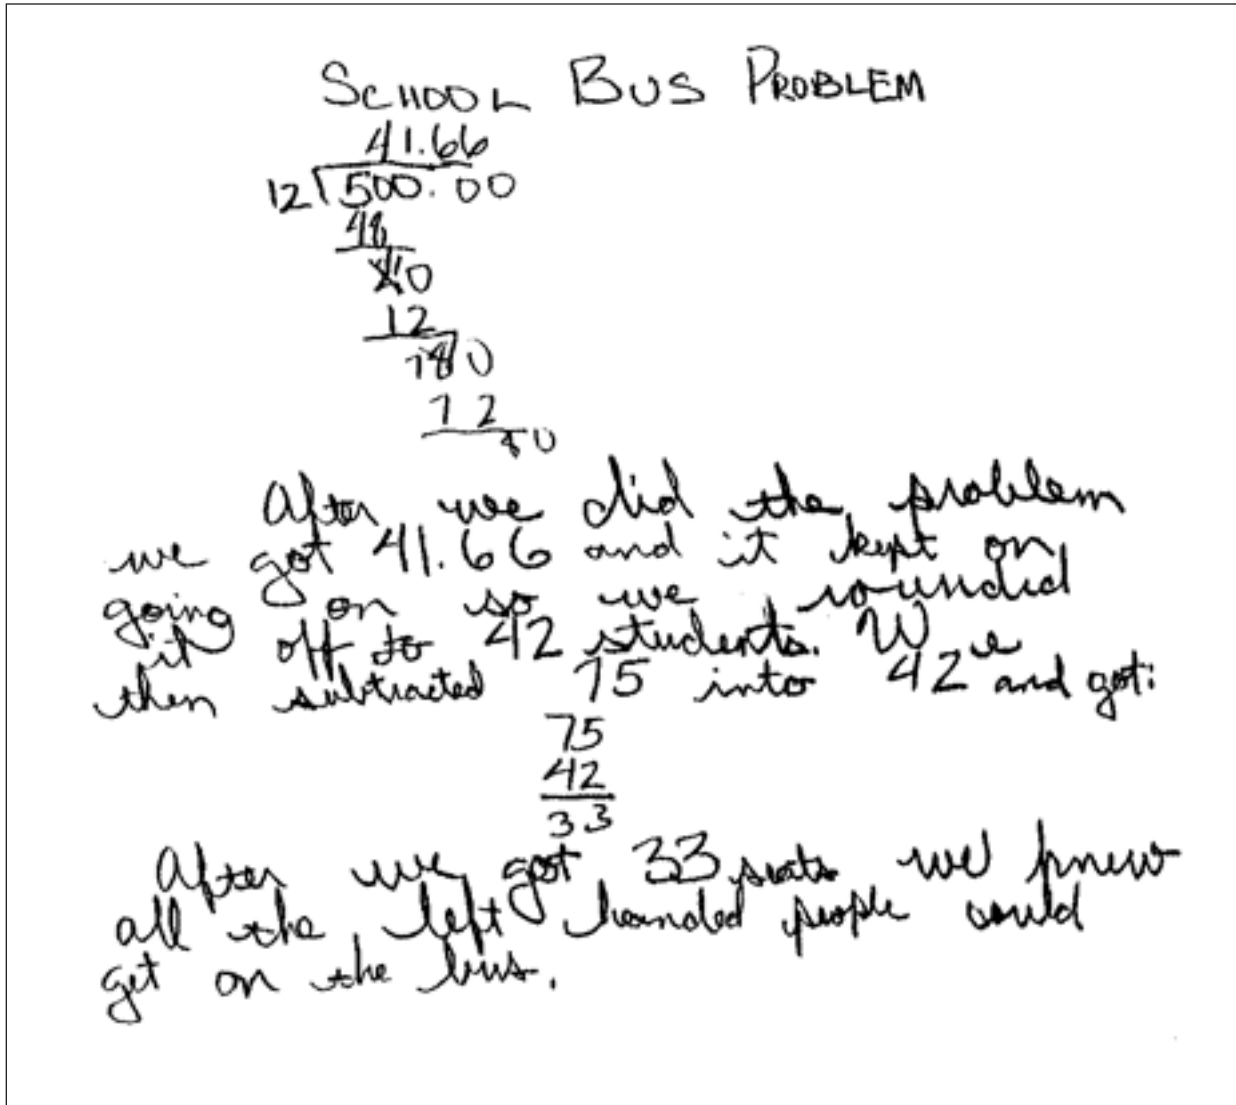 SCHOOL BUS PROBLEM
41.66
12 500.00
48
20
12
80
72
80
After we did the problem
we got 41.66 and it kept on
going on so we rounded
it off to 42 students. We
then subtracted 75 into 42 and got:
75
42
33
After we got 33 seats we knew
all the left handed people could
get on the bus.